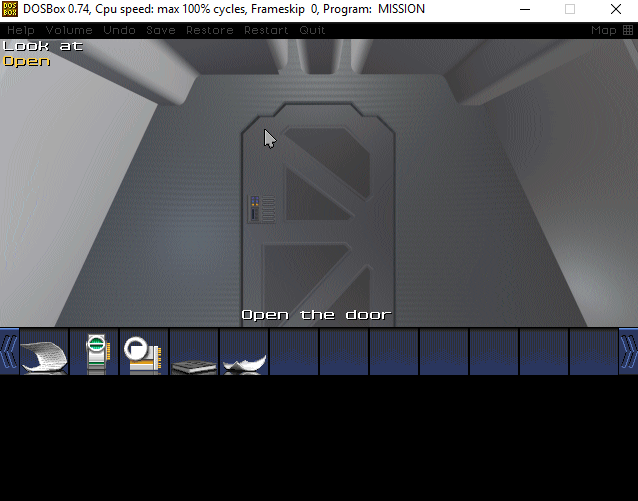 DOSBox 0.74, Cpu speed: max 100% cycles, Frameskip 0, Program: MISSION
Help Volume Undo Save Restore Restart Quit Map
Look at
Open
Open the door